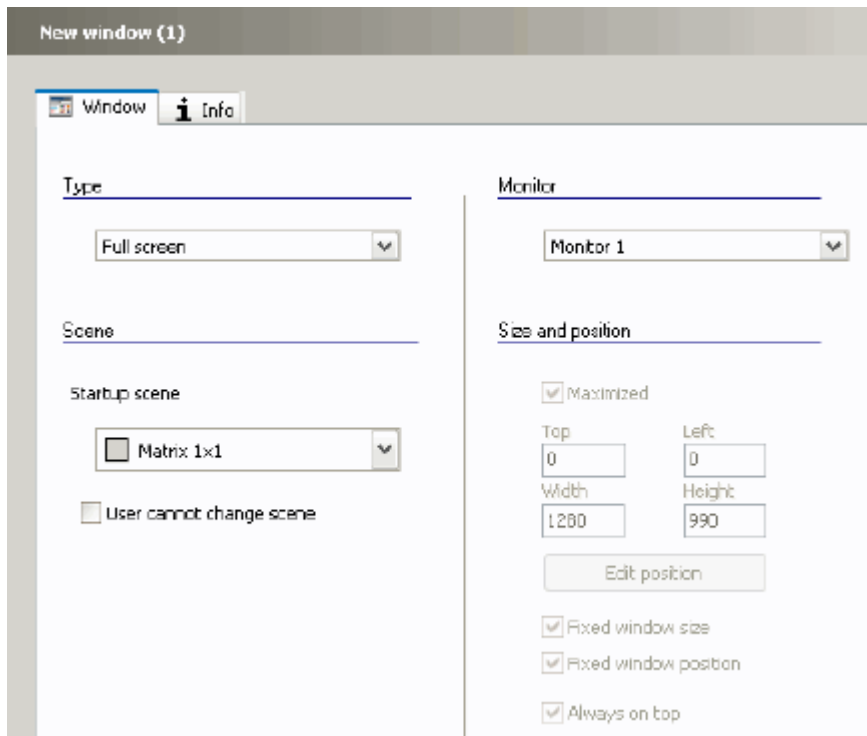 New window (1)
Window
Info
Type
Full screen
Scene
Startup scene
Matrix 1x1
User cannot change scene
Monitor
Monitor 1
Size and position
Maximized
Top Left
0 0
Width Height
1280 990
Edit position
Fixed window size
Fixed window position
Always on top